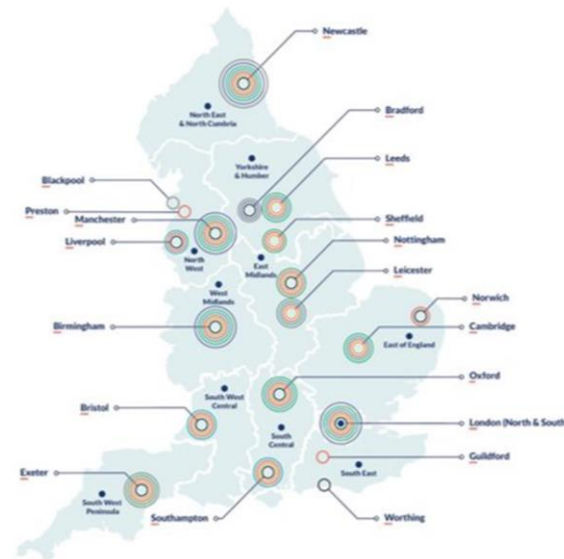 Newcastle
North East
& North Cumbria
Bradford
Yorkshire
& Humber
Leeds
Blackpool
Preston
Manchester
Sheffield
Liverpool
Nottingham
North
West
East
Midlands
Leicester
West
Midlands
Norwich
Birmingham
Cambridge
East of England
Oxford
South West
Central
Bristol
London (North & South
South
Central
Guildford
South East
Exeter
South West
Peninsula
Southampton
Worthing